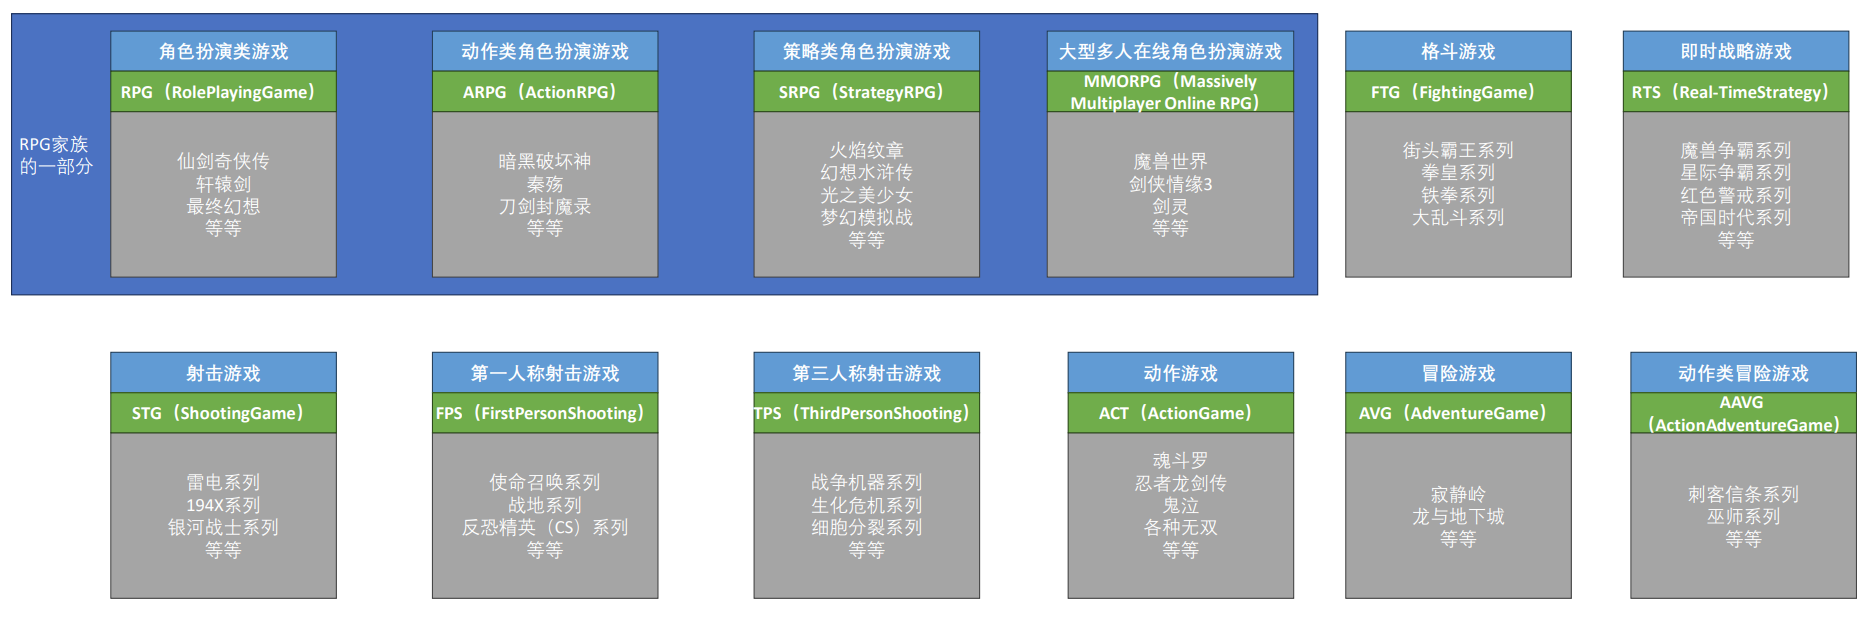 RPG家族
的一部分
角色扮演类游戏
RPG（RolePlayingGame）
仙剑奇侠传
轩辕剑
最终幻想
等等
动作类角色扮演游戏
ARPG（ActionRPG）
暗黑破坏神
秦殇
刀剑封魔录
等等
策略类角色扮演游戏
SRPG（StrategyRPG）
火焰纹章
幻想水浒传
光之美少女
梦幻模拟战
等等
大型多人在线角色扮演游戏
MMORPG（Massively
Multiplayer Online RPG）
魔兽世界
剑侠情缘3
剑灵
等等
格斗游戏
FTG（FightingGame）
街头霸王系列
拳皇系列
铁拳系列
大乱斗系列
即时战略游戏
RTS（Real-TimeStrategy）
魔兽争霸系列
星际争霸系列
红色警戒系列
帝国时代系列
等等
射击游戏
STG（ShootingGame）
雷电系列
194X系列
银河战士系列
等等
第一人称射击游戏
FPS（FirstPersonShooting）
使命召唤系列
战地系列
反恐精英（CS）系列
等等
第三人称射击游戏
TPS（ThirdPersonShooting）
战争机器系列
生化危机系列
细胞分裂系列
等等
动作游戏
ACT（ActionGame）
魂斗罗
忍者龙剑传
鬼泣
各种无双
等等
冒险游戏
AVG（AdventureGame）
寂静岭
龙与地下城
等等
动作类冒险游戏
AAVG
（ActionAdventureGame）
刺客信条系列
巫师系列
等等